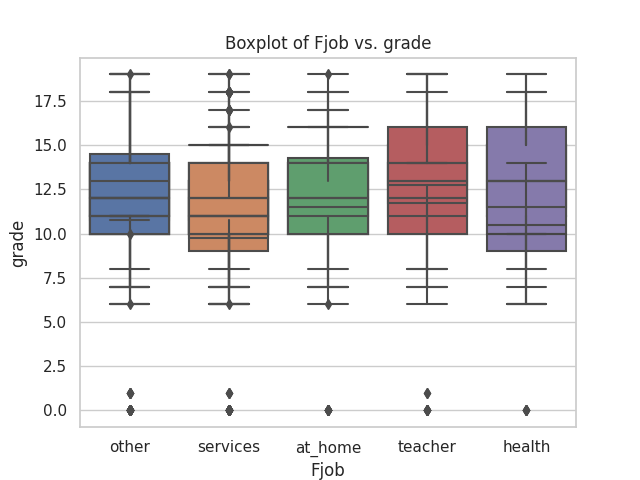 Boxplot of Fjob vs. grade
17.5
15.0
12.5
10.0
7.5
5.0
2.5
0.0
grade
other services at_home teacher health
Fjob